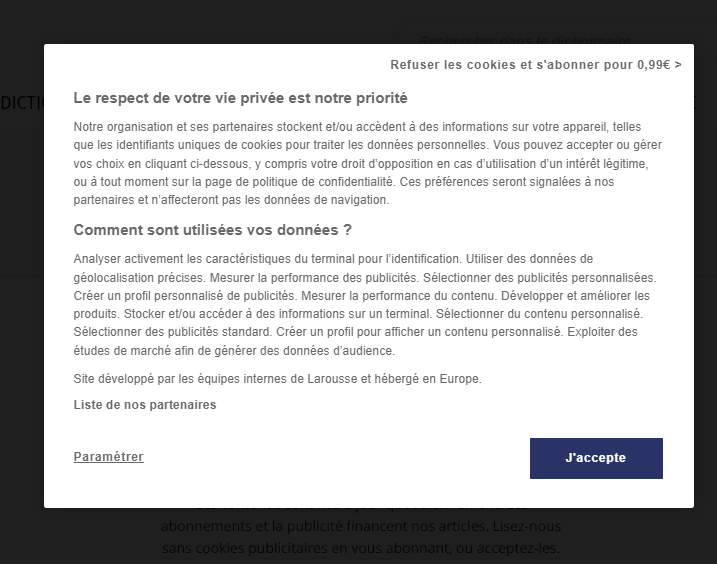 Rechercher dans le dictionnaire
Refuser les cookies et s'abonner pour 0,99€ >
DICTIO
Le respect de votre vie privée est notre priorité
Notre organisation et ses partenaires stockent et/ou accèdent à des informations sur votre appareil, telles
que les identifiants uniques de cookies pour traiter les données personnelles. Vous pouvez accepter ou gérer
vos choix en cliquant ci-dessous, y compris votre droit d’opposition en cas d’utilisation d’un intérêt légitime,
ou à tout moment sur la page de politique de confidentialité. Ces préférences seront signalées à nos
partenaires et n’affecteront pas les données de navigation.
Comment sont utilisées vos données ?
Analyser activement les caractéristiques du terminal pour l’identification. Utiliser des données de
géolocalisation précises. Mesurer la performance des publicités. Sélectionner des publicités personnalisées.
Créer un profil personnalisé de publicités. Mesurer la performance du contenu. Développer et améliorer les
produits. Stocker et/ou accéder à des informations sur un terminal. Sélectionner du contenu personnalisé.
Sélectionner des publicités standard. Créer un profil pour afficher un contenu personnalisé. Exploiter des
études de marché afin de générer des données d’audience.
Site développé par les équipes internes de Larousse et hébergé en Europe.
Liste de nos partenaires
Paramétrer
J'accepte
abonnements et la publicité financent nos articles. Lisez-nous
sans cookies publicitaires en vous abonnant, ou acceptez-les.